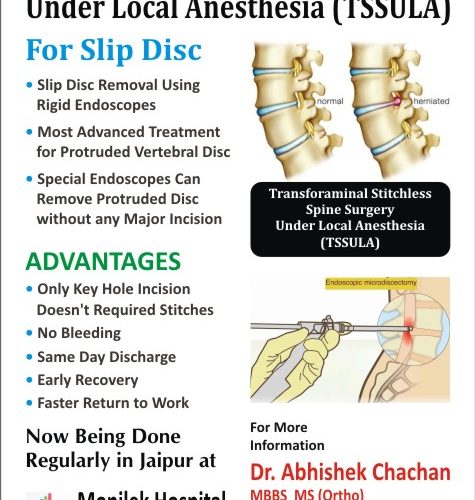 Under Local Anesthesia (TSSULA)
For Slip Disc
• Slip Disc Removal Using
Rigid Endoscopes
• Most Advanced Treatment
for Protruded Vertebral Disc
• Special Endoscopes Can
Remove Protruded Disc
without any Major Incision
normal
herniated
Transforaminal Stitchless
Spine Surgery
Under Local Anesthesia
(TSSULA)
ADVANTAGES
• Only Key Hole Incision
Doesn't Required Stitches
• No Bleeding
• Same Day Discharge
• Early Recovery
• Faster Return to Work
Endoscopic microdiscectomy
Now Being Done
Regularly in Jaipur at
Monilek Hospital
For More
Information
Dr. Abhishek Chachan
MBBS, MS (Ortho)